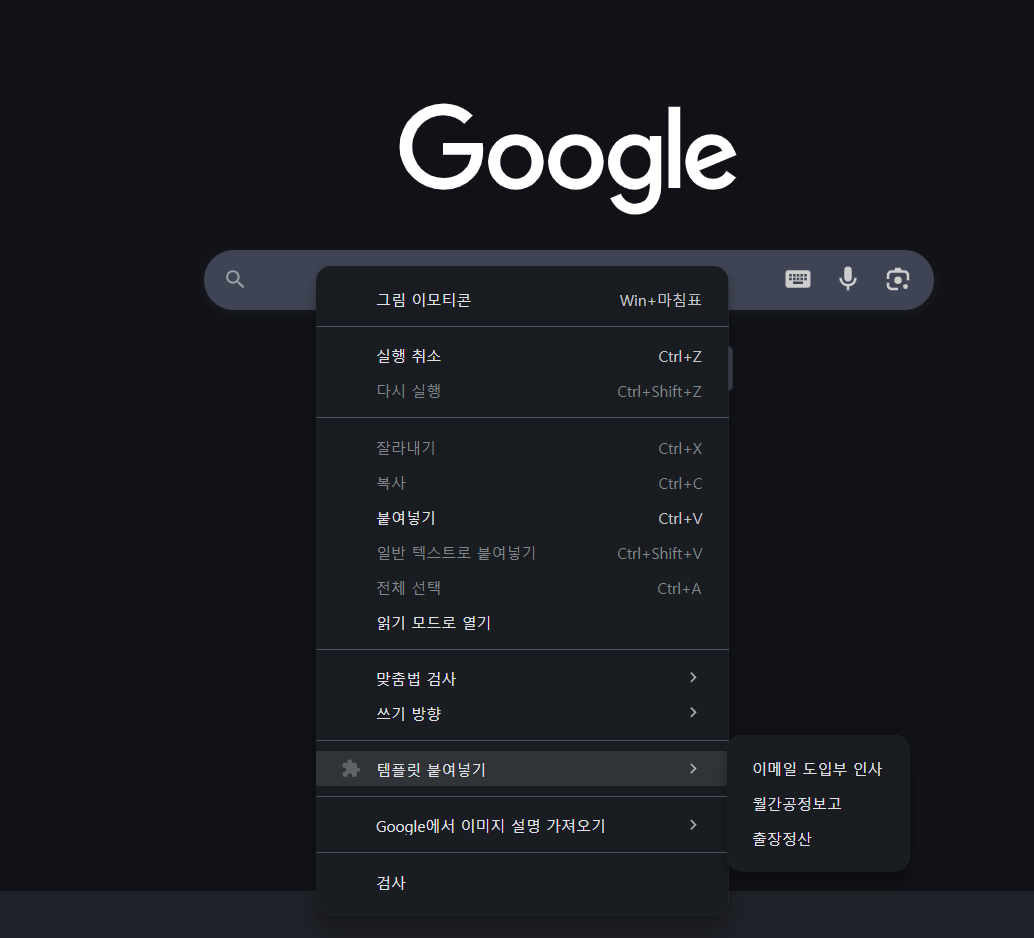 Google
그림 이모티콘 Win+마침표
실행 취소 Ctrl+Z
다시 실행 Ctrl+Shift+Z
잘라내기 Ctrl+X
복사 Ctrl+C
붙여넣기 Ctrl+V
일반 텍스트로 붙여넣기 Ctrl+Shift+V
전체 선택 Ctrl+A
읽기 모드로 열기
맞춤법 검사
쓰기 방향
템플릿 붙여넣기
이메일 도입부 인사
월간공정보고
출장정산
Google에서 이미지 설명 가져오기
검사